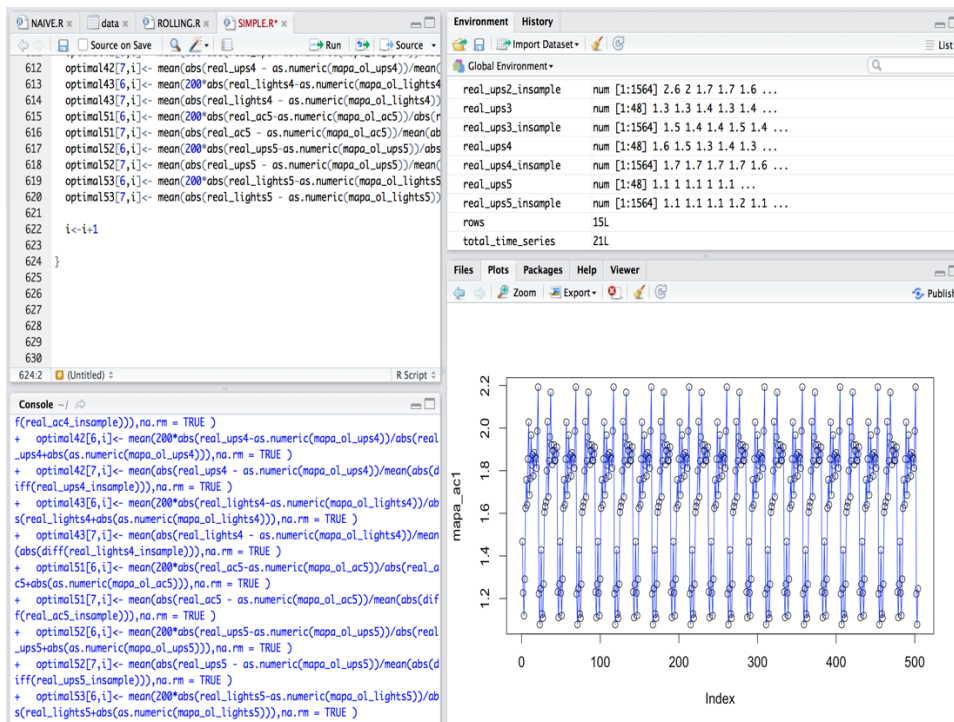 NAIVE.R × data × ROLLING.R × SIMPLE.R* ×
Source on Save Run Source
612 optimal42[7,i]<- mean(abs(real_ups4 - as.numeric(mapa_ol_ups4))/mean(
613 optimal43[6,i]<- mean(200*abs(real_lights4-as.numeric(mapa_ol_lights4
614 optimal43[7,i]<- mean(abs(real_lights4 - as.numeric(mapa_ol_lights4))
615 optimal51[6,i]<- mean(200*abs(real_ac5-as.numeric(mapa_ol_ac5))/abs(r
616 optimal51[7,i]<- mean(abs(real_ac5 - as.numeric(mapa_ol_ac5))/mean(ab
617 optimal52[6,i]<- mean(200*abs(real_ups5-as.numeric(mapa_ol_ups5))/abs
618 optimal52[7,i]<- mean(abs(real_ups5 - as.numeric(mapa_ol_ups5))/mean(
619 optimal53[6,i]<- mean(200*abs(real_lights5-as.numeric(mapa_ol_lights5
620 optimal53[7,i]<- mean(abs(real_lights5 - as.numeric(mapa_ol_lights5))
621
622 i<-i+1
623
624 }
625
626
627
628
629
630
624:2 (Untitled) R Script
Console ~/
f(real_ac4_insample))),na.rm = TRUE )
+ optimal42[6,i]<- mean(200*abs(real_ups4-as.numeric(mapa_ol_ups4))/abs(real
_ups4+abs(as.numeric(mapa_ol_ups4))),na.rm = TRUE )
+ optimal42[7,i]<- mean(abs(real_ups4 - as.numeric(mapa_ol_ups4))/mean(abs(d
iff(real_ups4_insample))),na.rm = TRUE )
+ optimal43[6,i]<- mean(200*abs(real_lights4-as.numeric(mapa_ol_lights4))/ab
s(real_lights4+abs(as.numeric(mapa_ol_lights4))),na.rm = TRUE )
+ optimal43[7,i]<- mean(abs(real_lights4 - as.numeric(mapa_ol_lights4))/mean
(abs(diff(real_lights4_insample))),na.rm = TRUE )
+ optimal51[6,i]<- mean(200*abs(real_ac5-as.numeric(mapa_ol_ac5))/abs(real_a
c5+abs(as.numeric(mapa_ol_ac5))),na.rm = TRUE )
+ optimal51[7,i]<- mean(abs(real_ac5 - as.numeric(mapa_ol_ac5))/mean(abs(dif
f(real_ac5_insample))),na.rm = TRUE )
+ optimal52[6,i]<- mean(200*abs(real_ups5-as.numeric(mapa_ol_ups5))/abs(real
_ups5+abs(as.numeric(mapa_ol_ups5))),na.rm = TRUE )
+ optimal52[7,i]<- mean(abs(real_ups5 - as.numeric(mapa_ol_ups5))/mean(abs(d
iff(real_ups5_insample))),na.rm = TRUE )
+ optimal53[6,i]<- mean(200*abs(real_lights5-as.numeric(mapa_ol_lights5))/ab
s(real_lights5+abs(as.numeric(mapa_ol_lights5))),na.rm = TRUE )
Environment History
Import Dataset List
Global Environment
real_ups2_insample num [1:1564] 2.6 2 1.7 1.7 1.6 ...
real_ups3 num [1:48] 1.3 1.3 1.4 1.3 1.4 ...
real_ups3_insample num [1:1564] 1.5 1.4 1.4 1.5 1.4 ...
real_ups4 num [1:48] 1.6 1.5 1.3 1.4 1.3 ...
real_ups4_insample num [1:1564] 1.7 1.7 1.7 1.7 1.6 ...
real_ups5 num [1:48] 1.1 1 1.1 1 1.1 ...
real_ups5_insample num [1:1564] 1.1 1.1 1.1 1.2 1.1 ...
rows 15L
total_time_series 21L
Files Plots Packages Help Viewer
Zoom Export Publish
2.2
2.0
1.8
1.6
1.4
1.2
mapa_ac1
0 100 200 300 400 500
Index